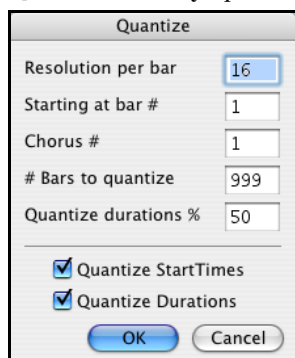 Quantize
Resolution per bar 16
Starting at bar # 1
Chorus # 1
# Bars to quantize 999
Quantize durations % 50
Quantize StartTimes
Quantize Durations
OK Cancel